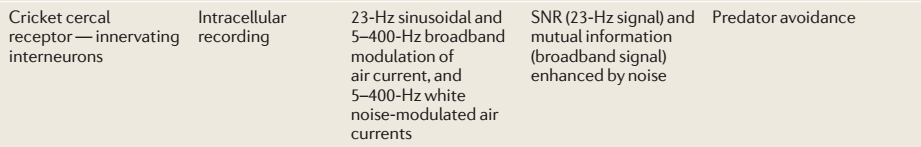 Cricket cercal
receptor — innervating
interneurons
Intracellular
recording
23-Hz sinusoidal and
5–400-Hz broadband
modulation of
air current, and
5–400-Hz white
noise-modulated air
currents
SNR (23-Hz signal) and
mutual information
(broadband signal)
enhanced by noise
Predator avoidance